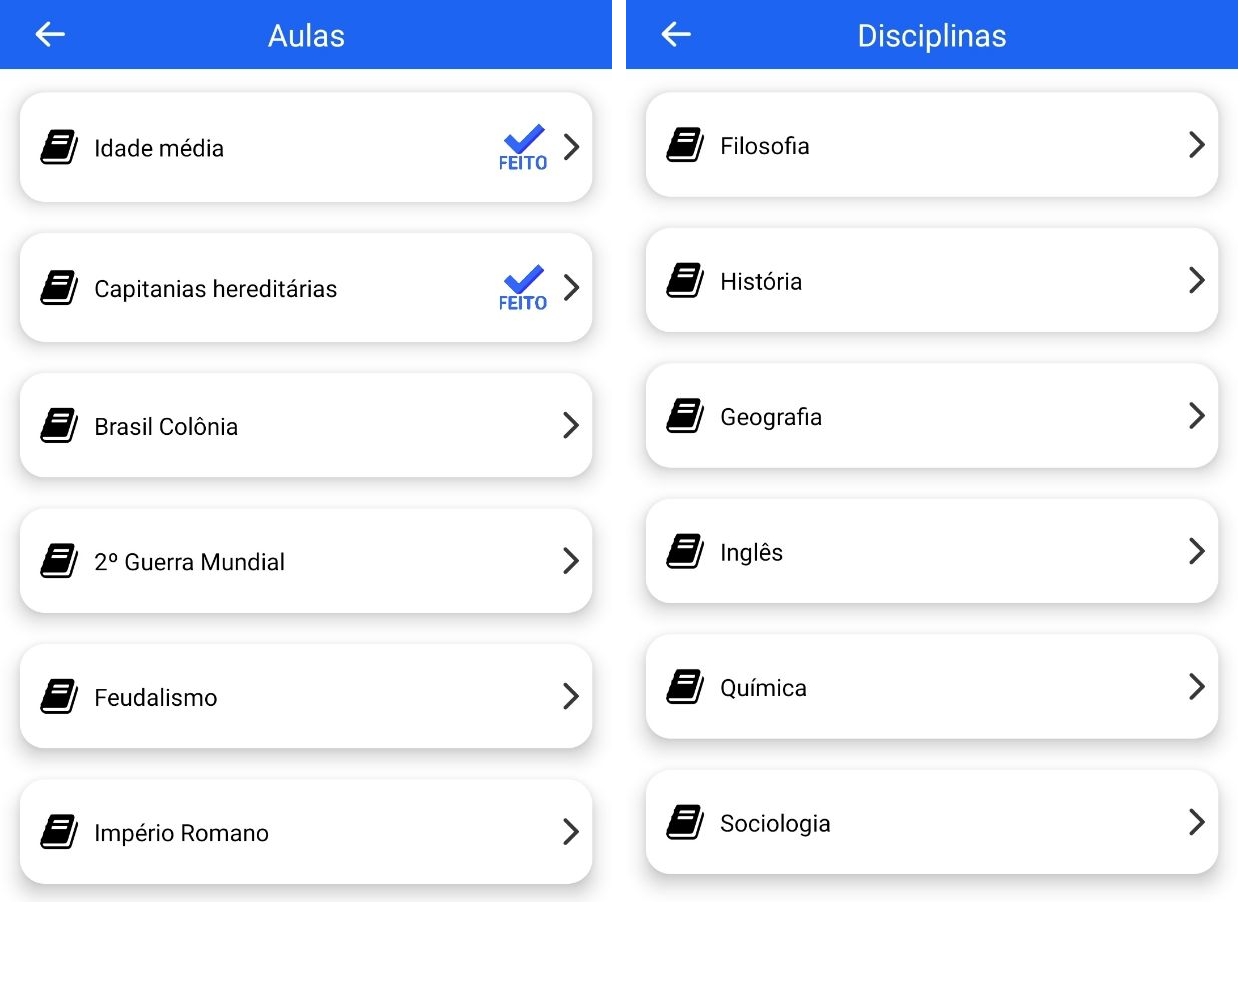 Aulas
Idade média
FEITO
Capitanias hereditárias
FEITO
Brasil Colônia
2º Guerra Mundial
Feudalismo
Império Romano
Disciplinas
Filosofia
História
Geografia
Inglês
Química
Sociologia